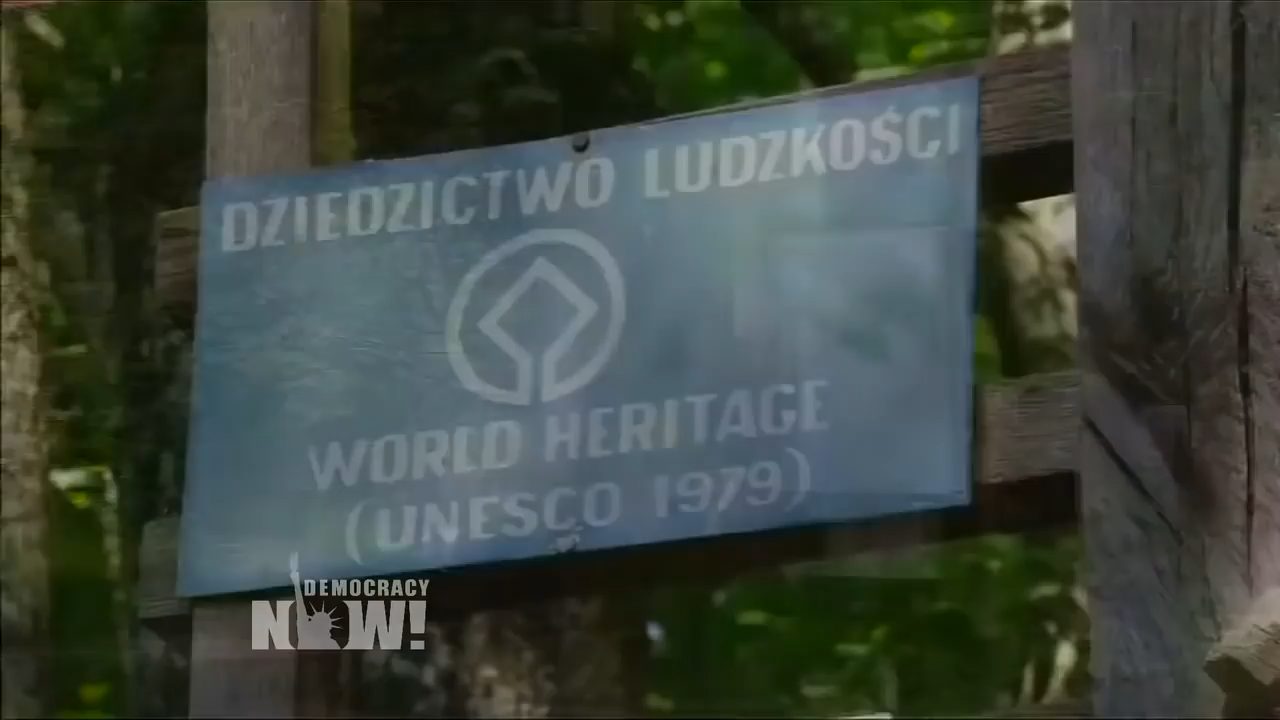 DZIEDZICTWO LUDZKOŚCI
WORLD HERITAGE
(UNESCO 1979)
DEMOCRACY
NOW!